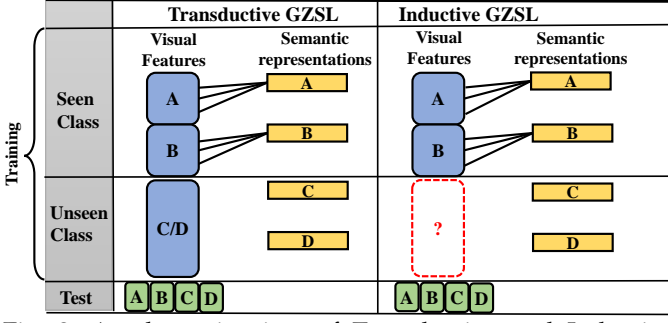 Transductive GZSL
Inductive GZSL
Visual Features
Semantic representations
Visual Features
Semantic representations
Training
Seen Class
A
B
A
B
A
B
A
B
Unseen Class
C/D
C
D
?
C
D
Test
A B C D
A B C D